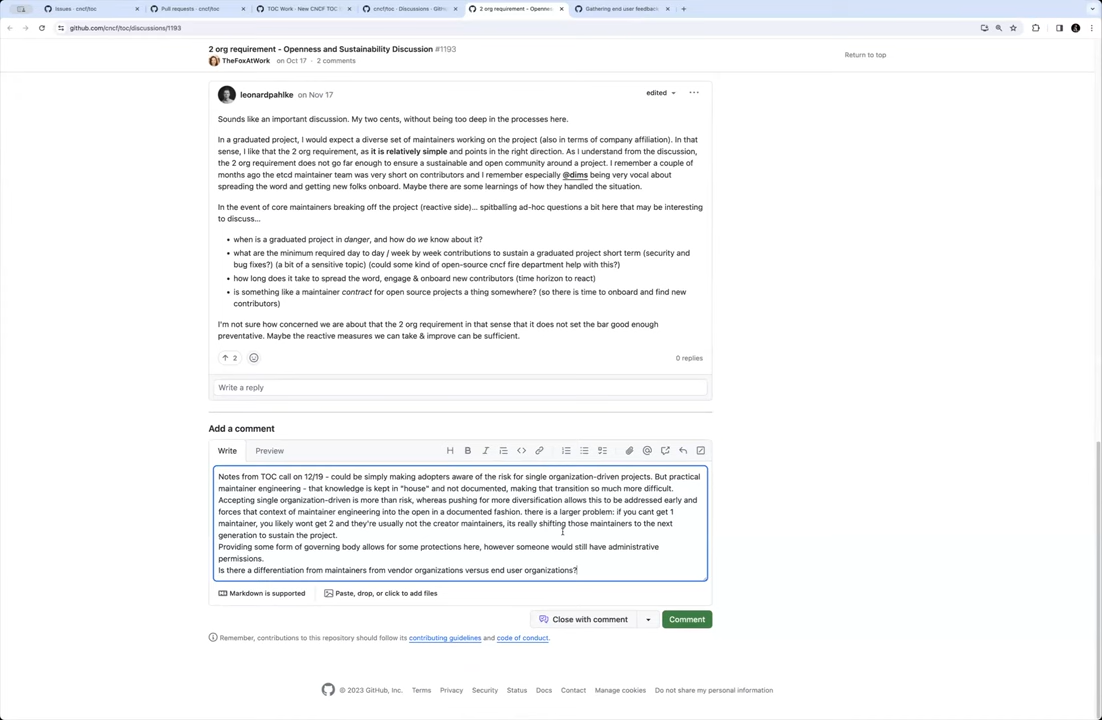 Issues · cncf/toc
Pull requests · cncf/toc
TOC Work · New CNCF TOC
cncf/toc · Discussions · GitH
2 org requirement - Openness
Gathering end user feedback
github.com/cncf/toc/discussions/1193
2 org requirement - Openness and Sustainability Discussion #1193
TheFoxAtWork on Oct 17 · 2 comments
Return to top
leonardpahlke on Nov 17
edited
Sounds like an important discussion. My two cents, without being too deep in the processes here.
In a graduated project, I would expect a diverse set of maintainers working on the project (also in terms of company affiliation). In that
sense, I like that the 2 org requirement, as it is relatively simple and points in the right direction. As I understand from the discussion,
the 2 org requirement does not go far enough to ensure a sustainable and open community around a project. I remember a couple of
months ago the etcd maintainer team was very short on contributors and I remember especially @dims being very vocal about
spreading the word and getting new folks onboard. Maybe there are some learnings of how they handled the situation.
In the event of core maintainers breaking off the project (reactive side)... spitballing ad-hoc questions a bit here that may be interesting
to discuss...
• when is a graduated project in danger, and how do we know about it?
• what are the minimum required day to day / week by week contributions to sustain a graduated project short term (security and
bug fixes?) (a bit of a sensitive topic) (could some kind of open-source cncf fire department help with this?)
• how long does it take to spread the word, engage & onboard new contributors (time horizon to react)
• is something like a maintainer contract for open source projects a thing somewhere? (so there is time to onboard and find new
contributors)
I'm not sure how concerned we are about that the 2 org requirement in that sense that it does not set the bar good enough
preventative. Maybe the reactive measures we can take & improve can be sufficient.
2
0 replies
Write a reply
Add a comment
Write
Preview
Notes from TOC call on 12/19 - could be simply making adopters aware of the risk for single organization-driven projects. But practical
maintainer engineering - that knowledge is kept in "house" and not documented, making that transition so much more difficult.
Accepting single organization-driven is more than risk, whereas pushing for more diversification allows this to be addressed early and
forces that context of maintainer engineering into the open in a documented fashion. there is a larger problem: if you cant get 1
maintainer, you likely wont get 2 and they're usually not the creator maintainers, its really shifting those maintainers to the next
generation to sustain the project.
Providing some form of governing body allows for some protections here, however someone would still have administrative
permissions.
Is there a differentiation from maintainers from vendor organizations versus end user organizations?
Markdown is supported
Paste, drop, or click to add files
Close with comment
Comment
Remember, contributions to this repository should follow its contributing guidelines and code of conduct.
© 2023 GitHub, Inc. Terms Privacy Security Status Docs Contact Manage cookies Do not share my personal information